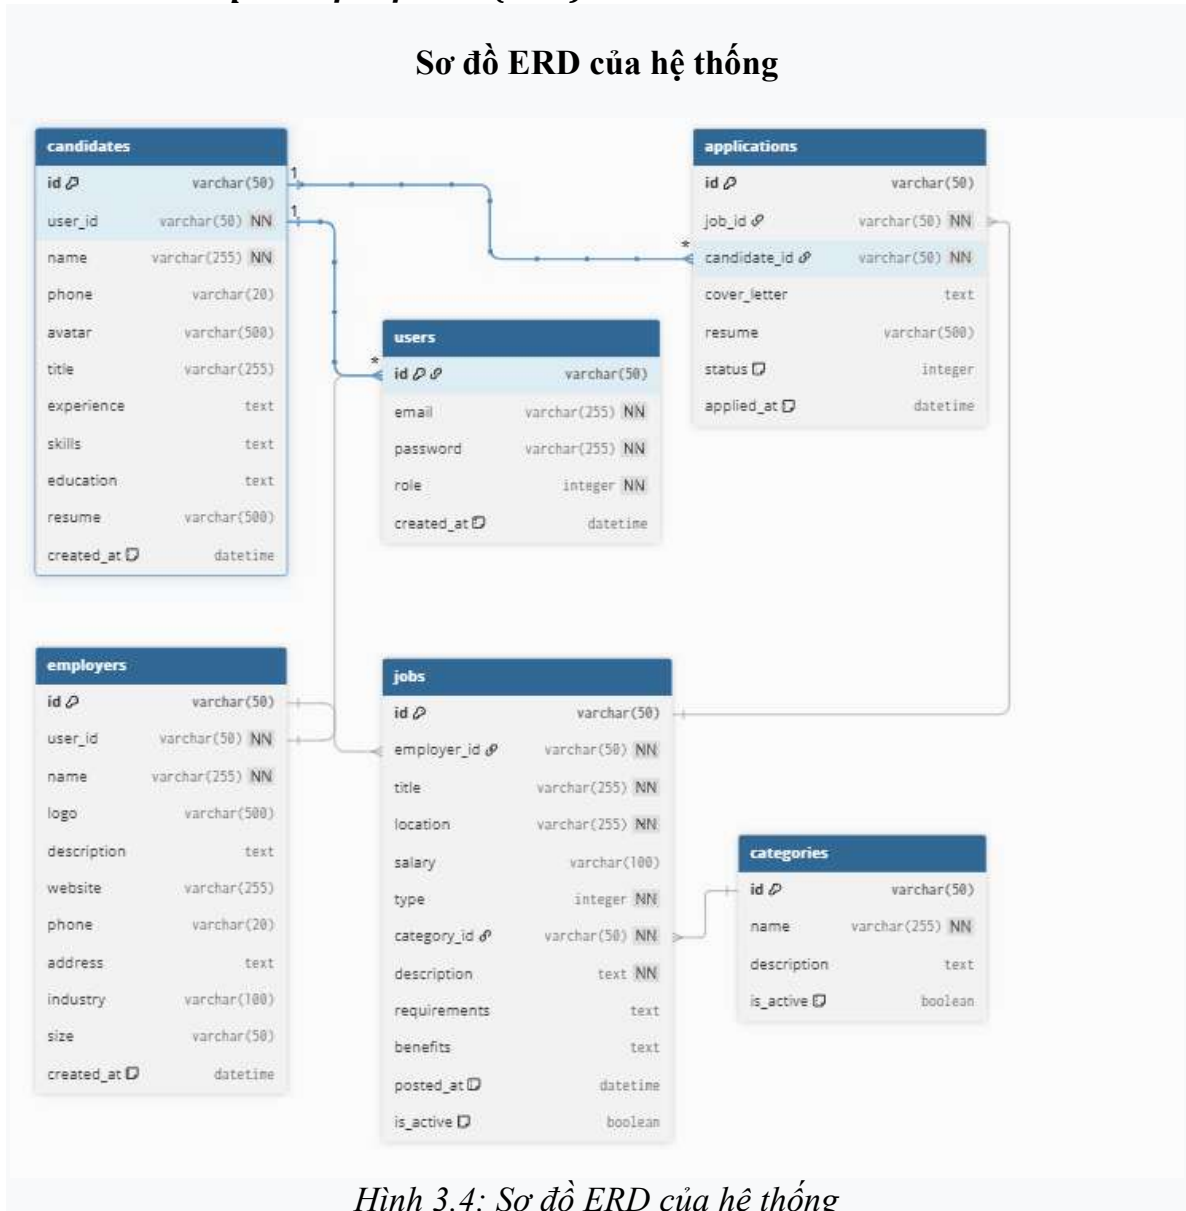 Sơ đồ ERD của hệ thống
candidates
id varchar(50)
user_id varchar(50) NN
name varchar(255) NN
phone varchar(20)
avatar varchar(500)
title varchar(255)
experience text
skills text
education text
resume varchar(500)
created_at datetime
1
1
*
*
applications
id varchar(50)
job_id varchar(50) NN
candidate_id varchar(50) NN
cover_letter text
resume varchar(500)
status integer
applied_at datetime
users
id varchar(50)
email varchar(255) NN
password varchar(255) NN
role integer NN
created_at datetime
employers
id varchar(50)
user_id varchar(50) NN
name varchar(255) NN
logo varchar(500)
description text
website varchar(255)
phone varchar(20)
address text
industry varchar(100)
size varchar(50)
created_at datetime
jobs
id varchar(50)
employer_id varchar(50) NN
title varchar(255) NN
location varchar(255) NN
salary varchar(100)
type integer NN
category_id varchar(50) NN
description text NN
requirements text
benefits text
posted_at datetime
is_active boolean
categories
id varchar(50)
name varchar(255) NN
description text
is_active boolean
Hình 3.4: Sơ đồ ERD của hệ thống